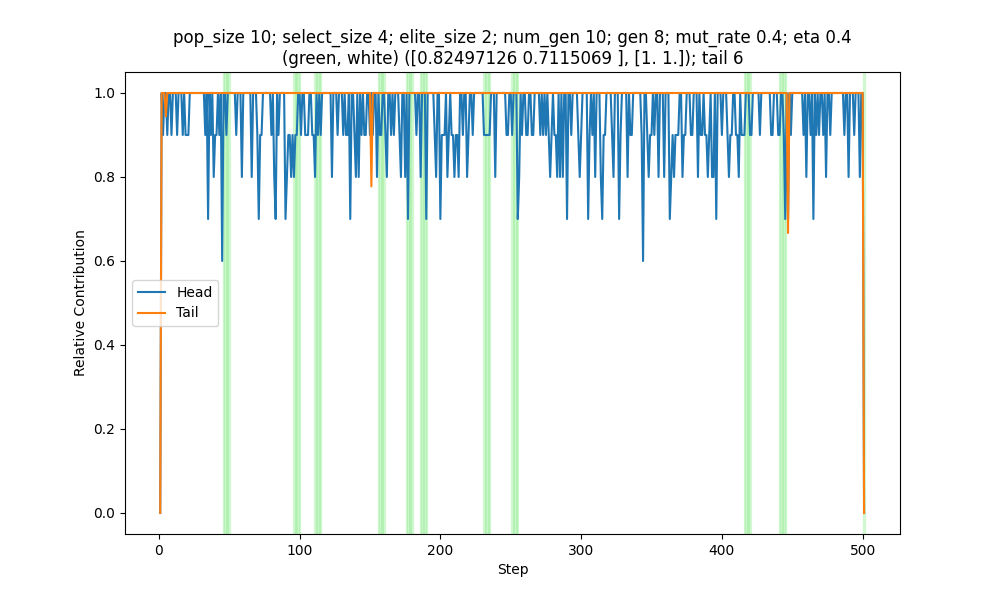 pop_size 10; select_size 4; elite_size 2; num_gen 10; gen 8; mut_rate 0.4; eta 0.4
(green, white) ([0.82497126 0.7115069 ], [1. 1.]); tail 6
1.0
0.8
0.6
0.4
0.2
0.0
Relative Contribution
Head
Tail
0
100
200
300
400
500
Step